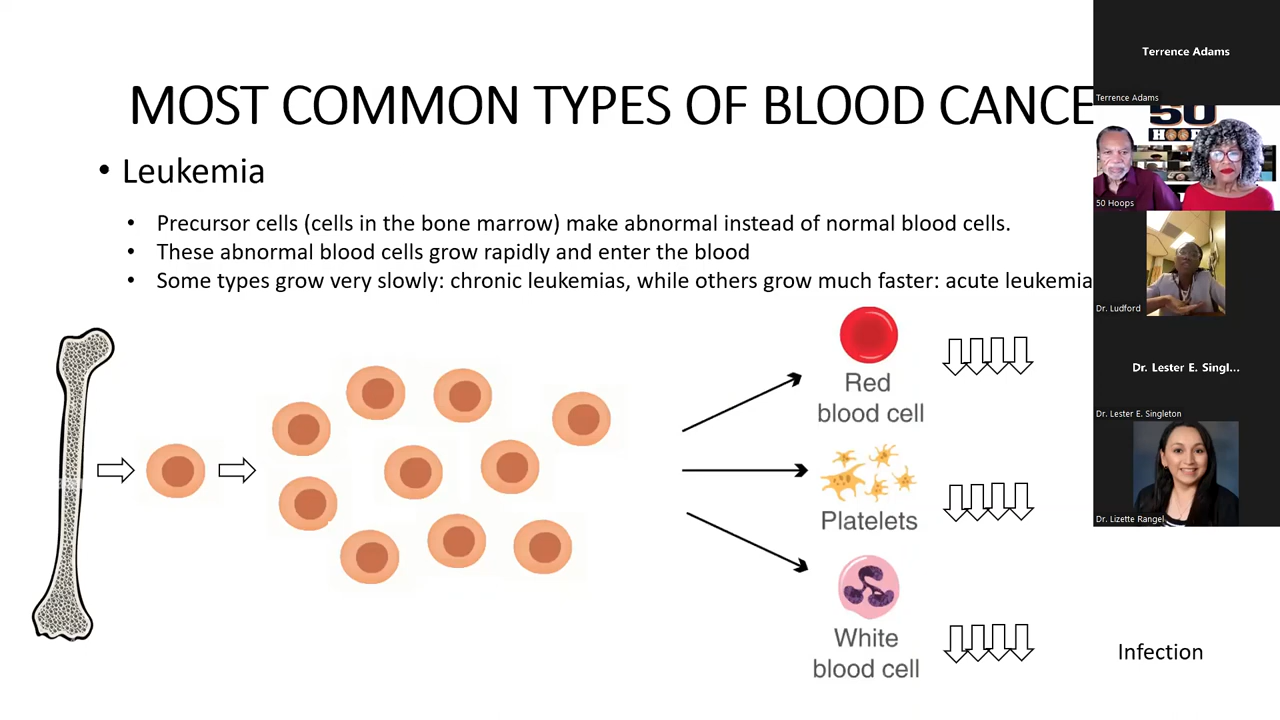 MOST COMMON TYPES OF BLOOD CANCE
• Leukemia
• Precursor cells (cells in the bone marrow) make abnormal instead of normal blood cells.
• These abnormal blood cells grow rapidly and enter the blood
• Some types grow very slowly: chronic leukemias, while others grow much faster: acute leukemia
Red
blood cell
Platelets
White
blood cell
Infection
Terrence Adams
Terrence Adams
50
HOOP
50 Hoops
Dr. Ludford
Dr. Lester E. Singl...
Dr. Lester E. Singleton
Dr. Lizette Rangel